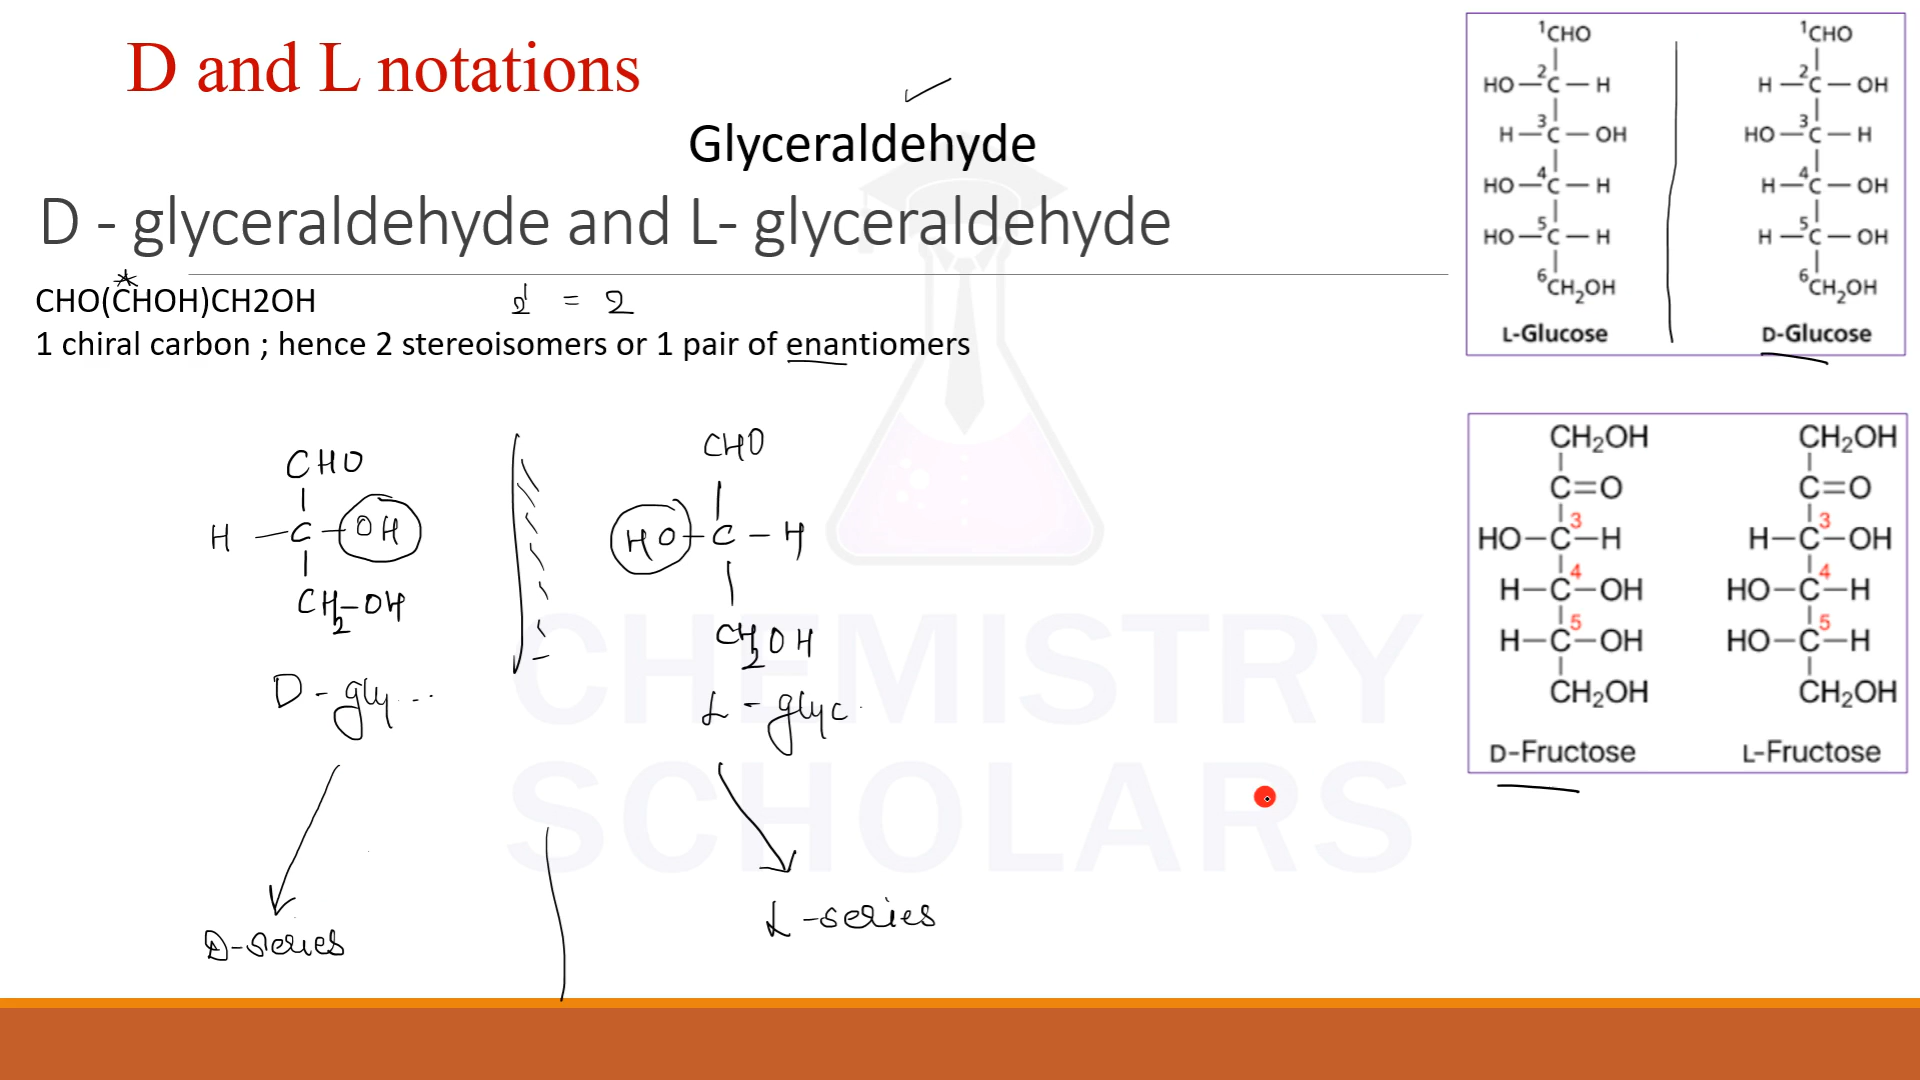 D and L notations
Glyceraldehyde
D - glyceraldehyde and L- glyceraldehyde
*
CHO(CHOH)CH2OH
2¹ = 2
1 chiral carbon ; hence 2 stereoisomers or 1 pair of enantiomers
CHO
H – C – OH
CH₂–OH
D - gly...
D-series
CHO
HO – C – H
CH₂OH
L - glyc.
L-series
¹CHO
HO—²C—H
H—³C—OH
HO—⁴C—H
HO—⁵C—H
⁶CH₂OH
L-Glucose
¹CHO
H—²C—OH
HO—³C—H
H—⁴C—OH
H—⁵C—OH
⁶CH₂OH
D-Glucose
CH₂OH
C=O
HO–C³–H
H–C⁴–OH
H–C⁵–OH
CH₂OH
D-Fructose
CH₂OH
C=O
H–C³–OH
HO–C⁴–H
HO–C⁵–H
CH₂OH
L-Fructose
CHEMISTRY
SCHOLARS